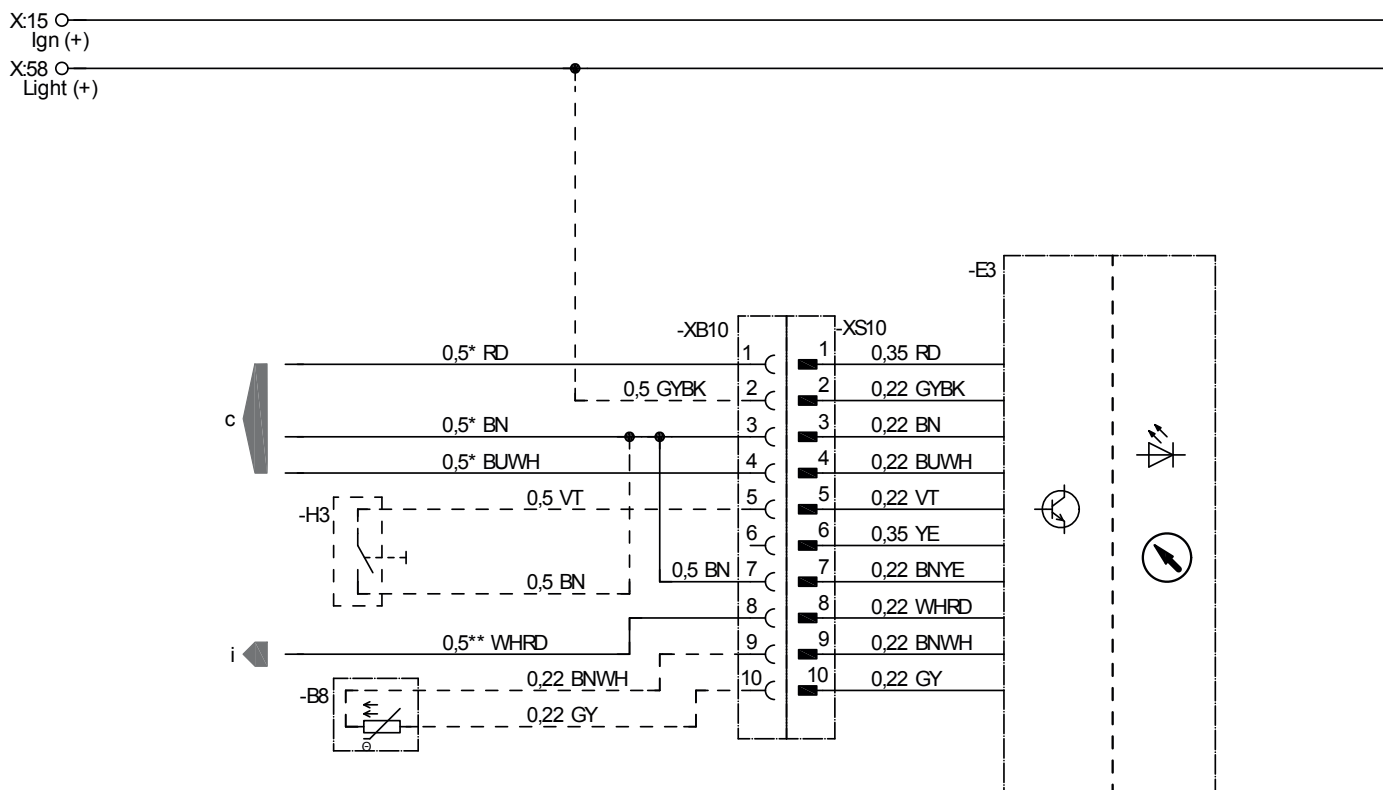 X:15
Ign (+)
X:58
Light (+)
-E3
-XB10
-XS10
0,5* RD 1 1 0,35 RD
0,5 GYBK 2 2 0,22 GYBK
c
0,5* BN 3 3 0,22 BN
0,5* BUWH 4 4 0,22 BUWH
-H3
0,5 VT 5 5 0,22 VT
6 6 0,35 YE
0,5 BN
0,5 BN 7 7 0,22 BNYE
8 8 0,22 WHRD
i
0,5** WHRD 9 9 0,22 BNWH
-B8
0,22 BNWH 10 10 0,22 GY
0,22 GY
Θ